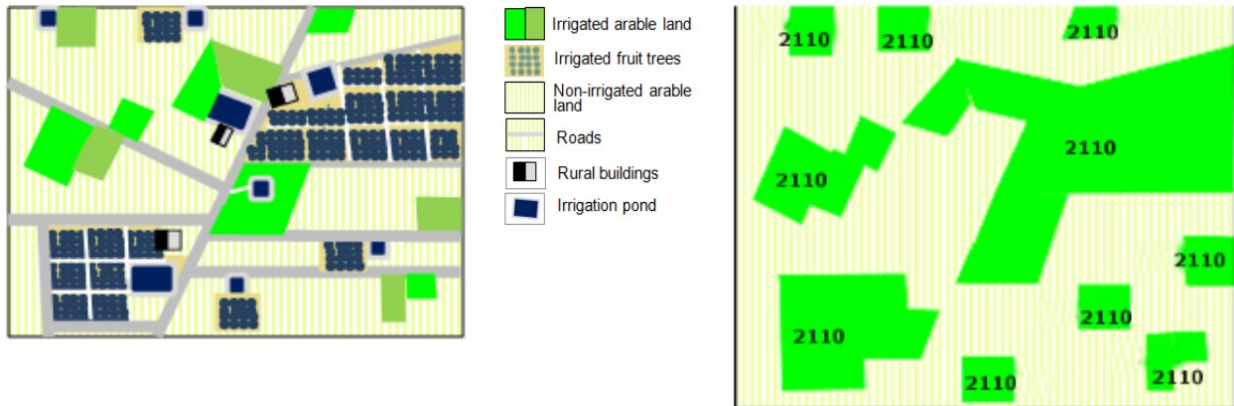 Irrigated arable land
Irrigated fruit trees
Non-irrigated arable
land
Roads
Rural buildings
Irrigation pond
2110
2110
2110
2110
2110
2110
2110
2110
2110
2110